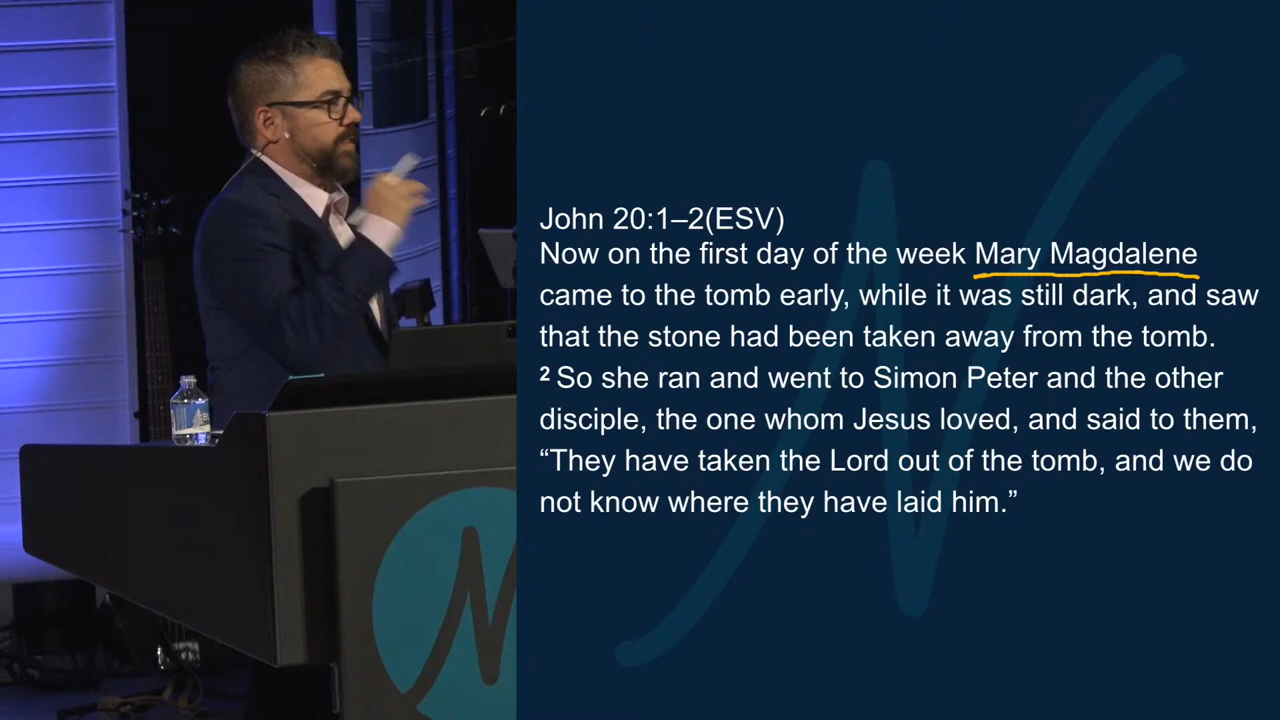 John 20:1–2(ESV)
Now on the first day of the week Mary Magdalene
came to the tomb early, while it was still dark, and saw
that the stone had been taken away from the tomb.
² So she ran and went to Simon Peter and the other
disciple, the one whom Jesus loved, and said to them,
“They have taken the Lord out of the tomb, and we do
not know where they have laid him.”
N
N